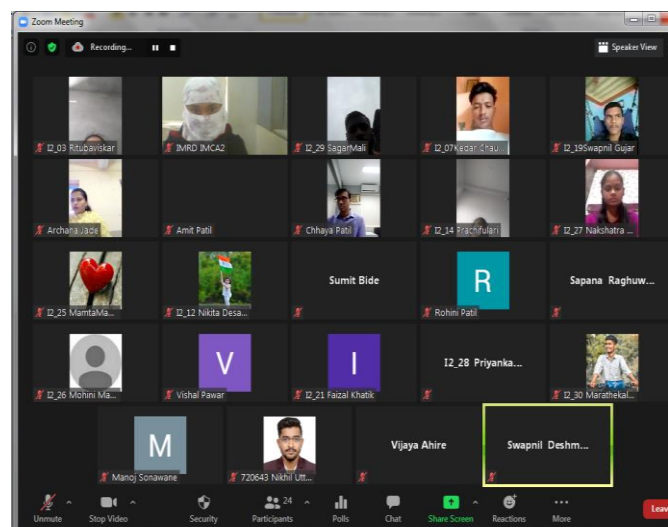 Zoom Meeting
Recording...
Speaker View
I2_03 Ritubaviskar
IMRD IMCA2
I2_29 SagarMali
I2_07Kedar Chau...
I2_19Swapnil Gujar
Archana Jade
Amit Patil
Chhaya Patil
I2_14 Prachifulari
I2_27 Nakshatra ...
I2_25 MamtaMa...
I2_12 Nikita Desa...
Sumit Bide
R
Rohini Patil
Sapana Raghuw...
I2_26 Mohini Ma...
V
Vishal Pawar
I
I2_21 Faizal Khatik
I2_28 Priyanka...
I2_30 Marathekal...
M
Manoj Sonawane
720643 Nikhil Utt...
Vijaya Ahire
Swapnil Deshm...
Unmute
Stop Video
Security
24
Participants
Polls
Chat
Share Screen
Reactions
More
Leav